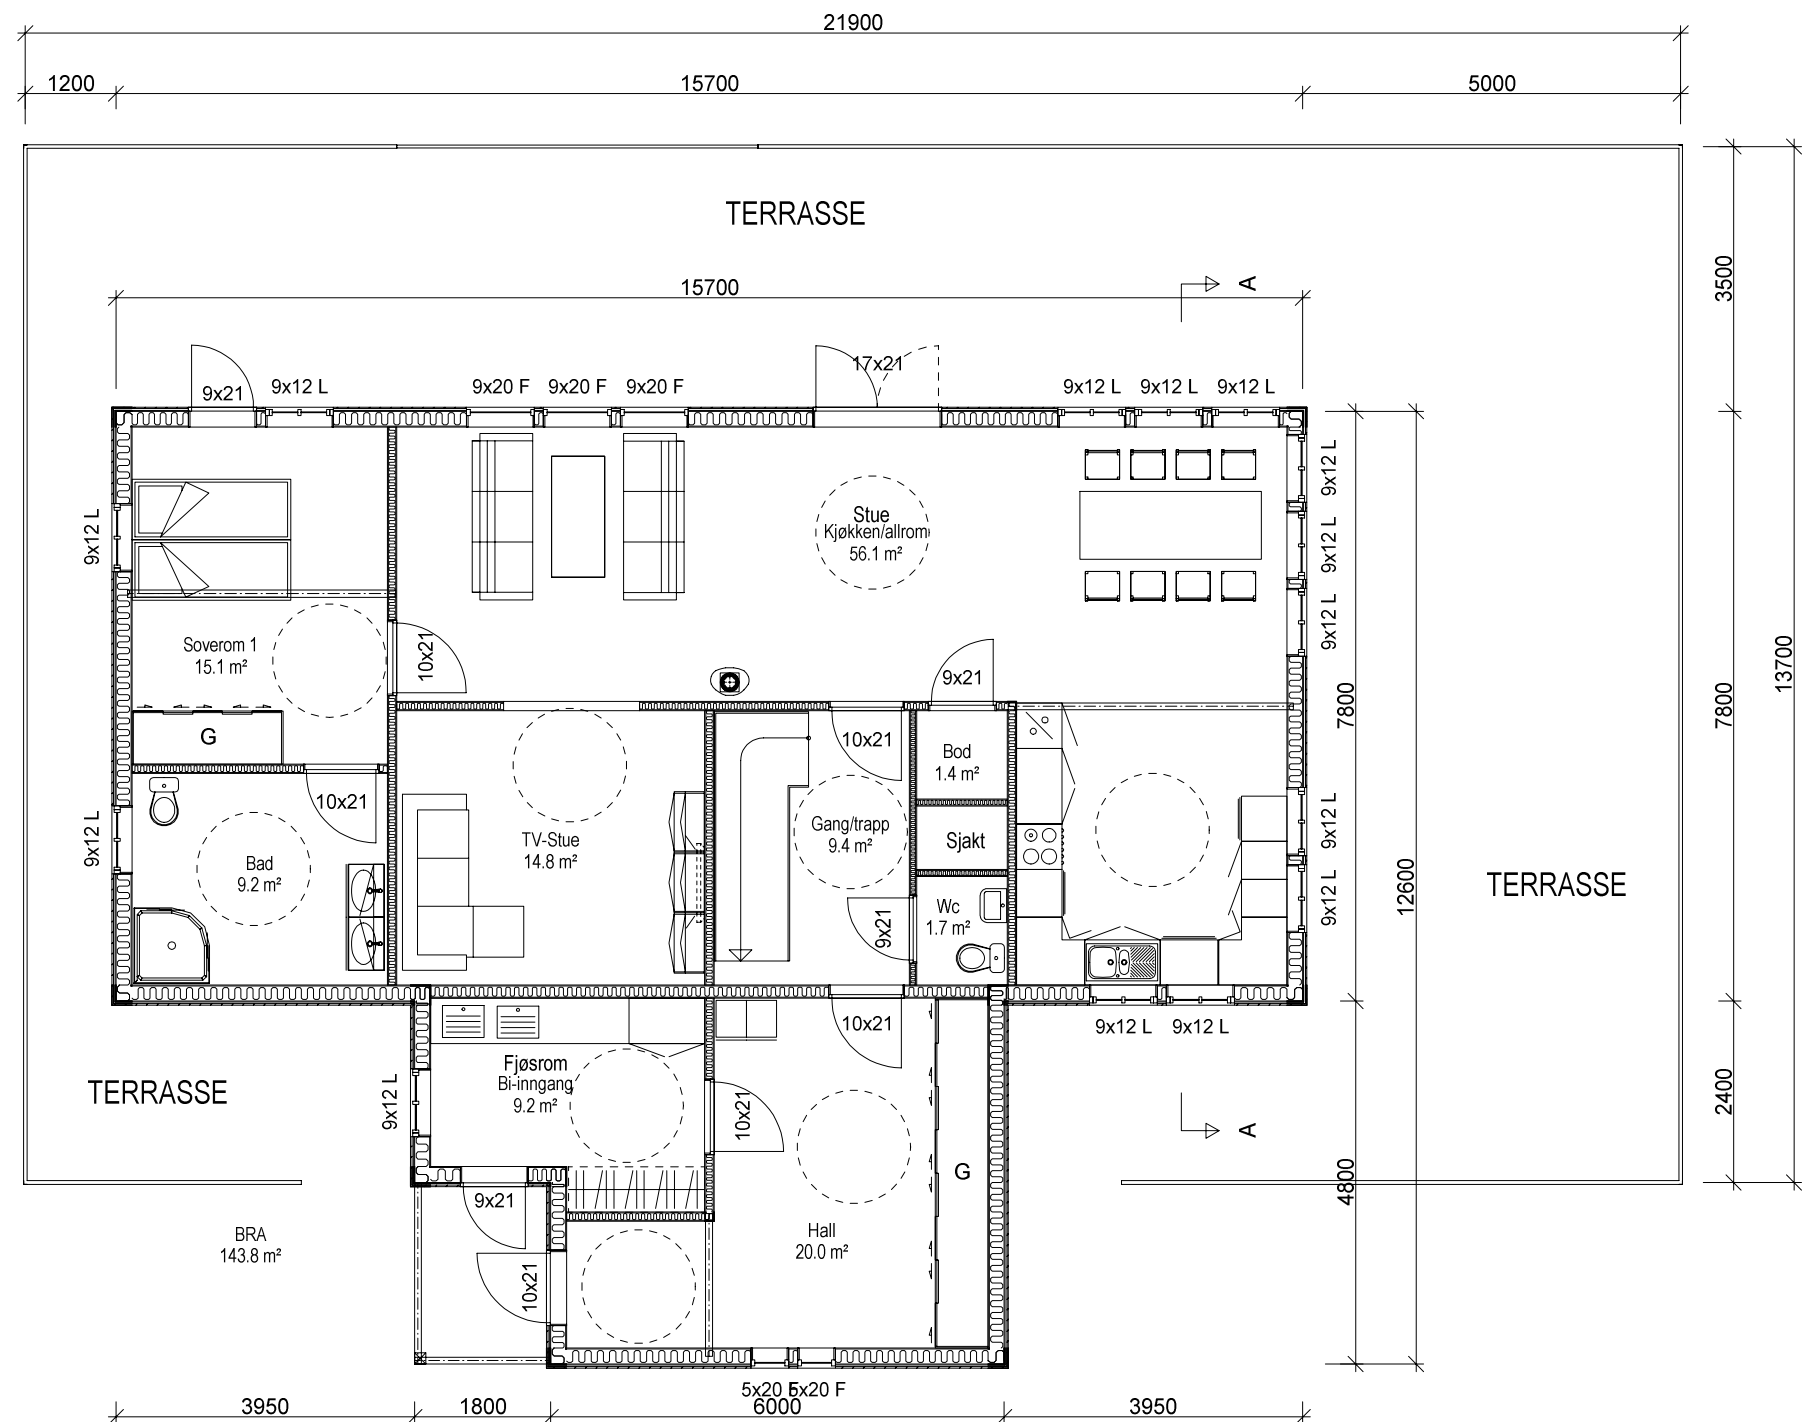 21900
1200
15700
5000
TERRASSE
3500
13700
15700
A
9x21
9x12 L
9x20 F
9x20 F
9x20 F
17x21
9x12 L
9x12 L
9x12 L
9x12 L
9x12 L
9x12 L
9x12 L
Stue
Kjøkken/allrom
56.1 m²
Soverom 1
15.1 m²
10x21
9x21
7800
7800
G
10x21
Bod
1.4 m²
10x21
9x12 L
9x12 L
TV-Stue
14.8 m²
Gang/trapp
9.4 m²
Sjakt
Bad
9.2 m²
12600
TERRASSE
9x12 L
Wc
1.7 m²
9x21
10x21
9x12 L
9x12 L
Fjøsrom
Bi-inngang
9.2 m²
TERRASSE
9x12 L
10x21
2400
A
G
4800
9x21
BRA
143.8 m²
Hall
20.0 m²
10x21
5x20 F
5x20 F
3950
1800
6000
3950